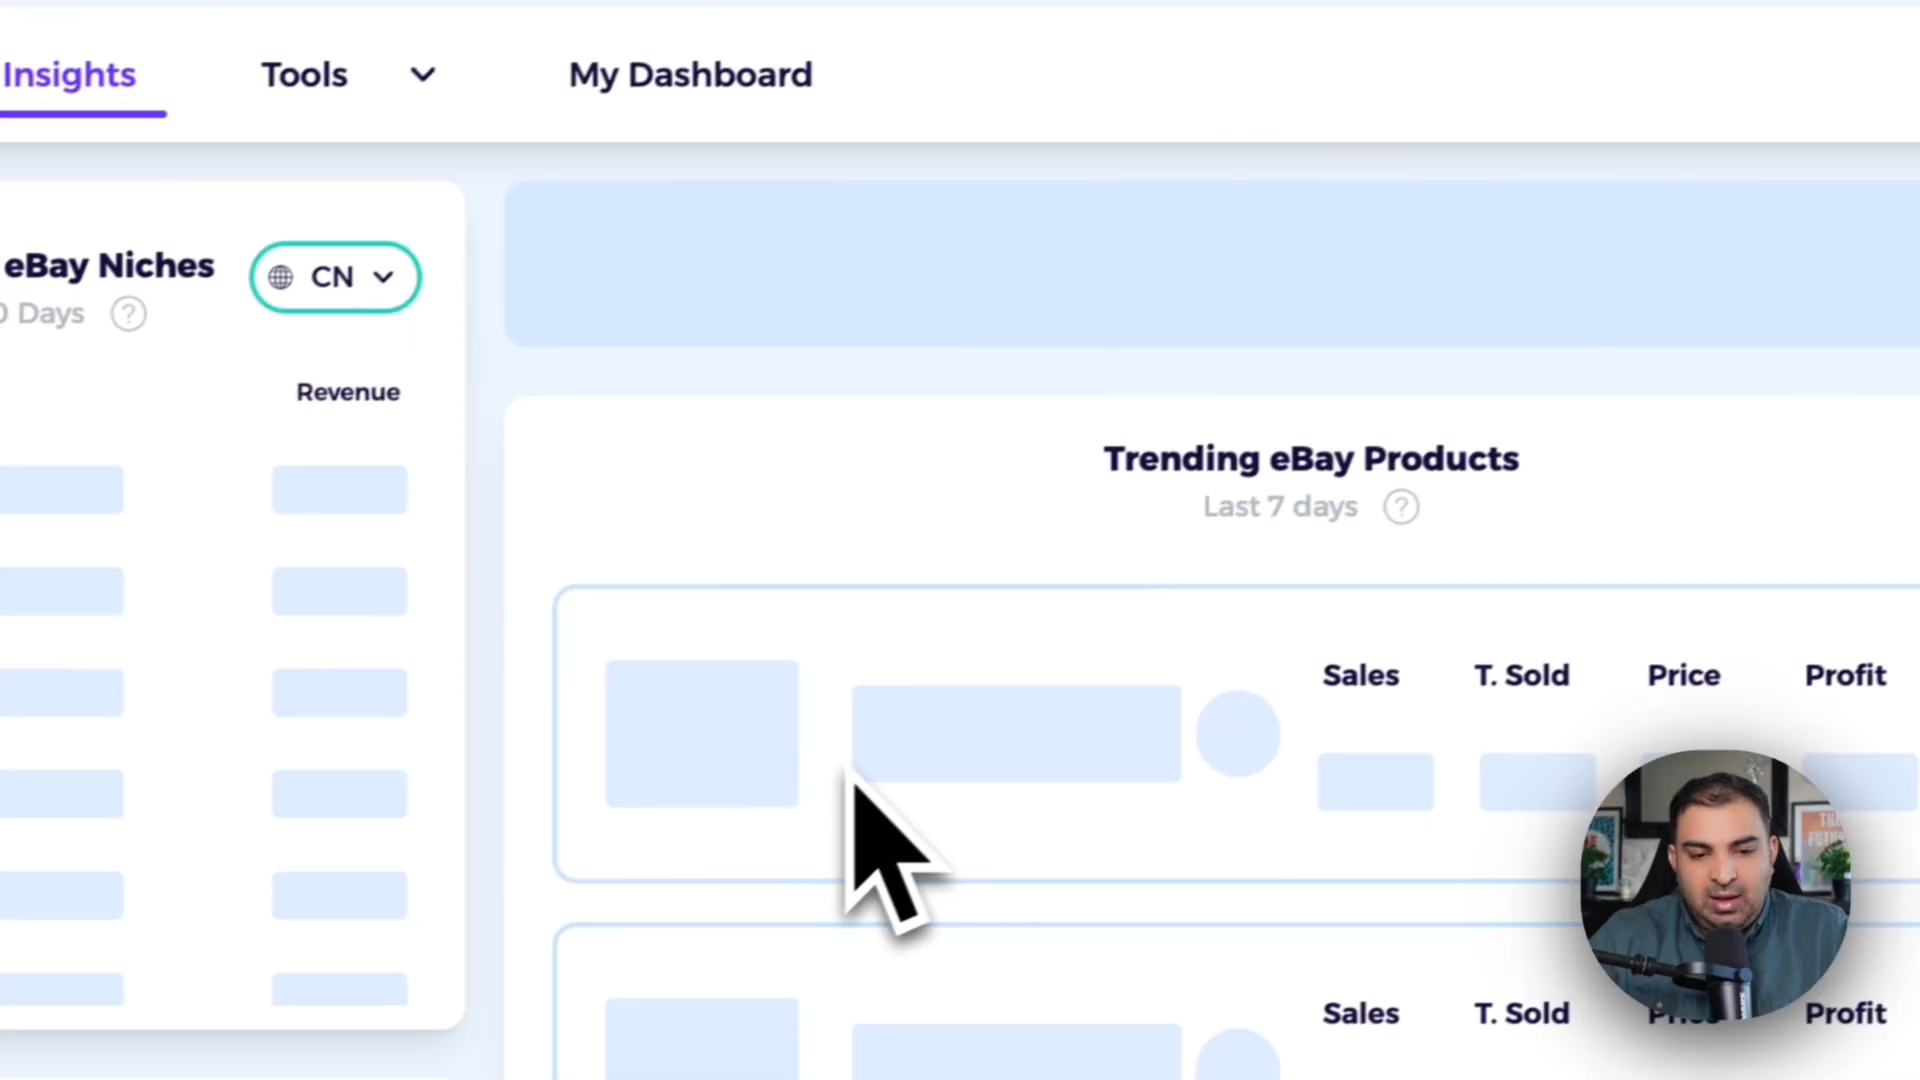 Insights
Tools
My Dashboard
eBay Niches
CN
0 Days
?
Revenue
Trending eBay Products
Last 7 days
?
Sales
T. Sold
Price
Profit
Sales
T. Sold
Profit